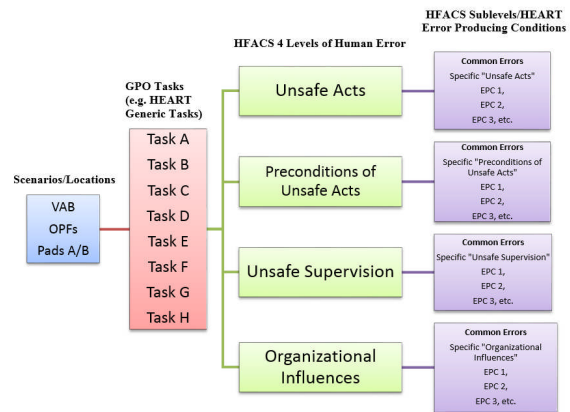 HFACS Sublevels/HEART
Error Producing Conditions
HFACS 4 Levels of Human Error
GPO Tasks
(e.g. HEART
Generic Tasks)
Scenarios/Locations
VAB
OPFs
Pads A/B
Task A
Task B
Task C
Task D
Task E
Task F
Task G
Task H
Unsafe Acts
Common Errors
Specific "Unsafe Acts"
EPC 1,
EPC 2,
EPC 3, etc.
Preconditions of
Unsafe Acts
Common Errors
Specific "Preconditions of
Unsafe Acts"
EPC 1,
EPC 2,
EPC 3, etc.
Unsafe Supervision
Common Errors
Specific "Unsafe Supervision"
EPC 1,
EPC 2,
EPC 3, etc.
Organizational
Influences
Common Errors
Specific "Organizational
Influences"
EPC 1,
EPC 2,
EPC 3, etc.